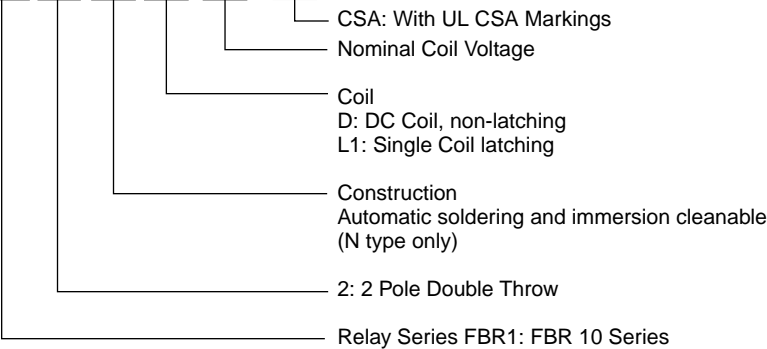 CSA: With UL CSA Markings
Nominal Coil Voltage
Coil
D: DC Coil, non-latching
L1: Single Coil latching
Construction
Automatic soldering and immersion cleanable
(N type only)
2: 2 Pole Double Throw
Relay Series FBR1: FBR 10 Series